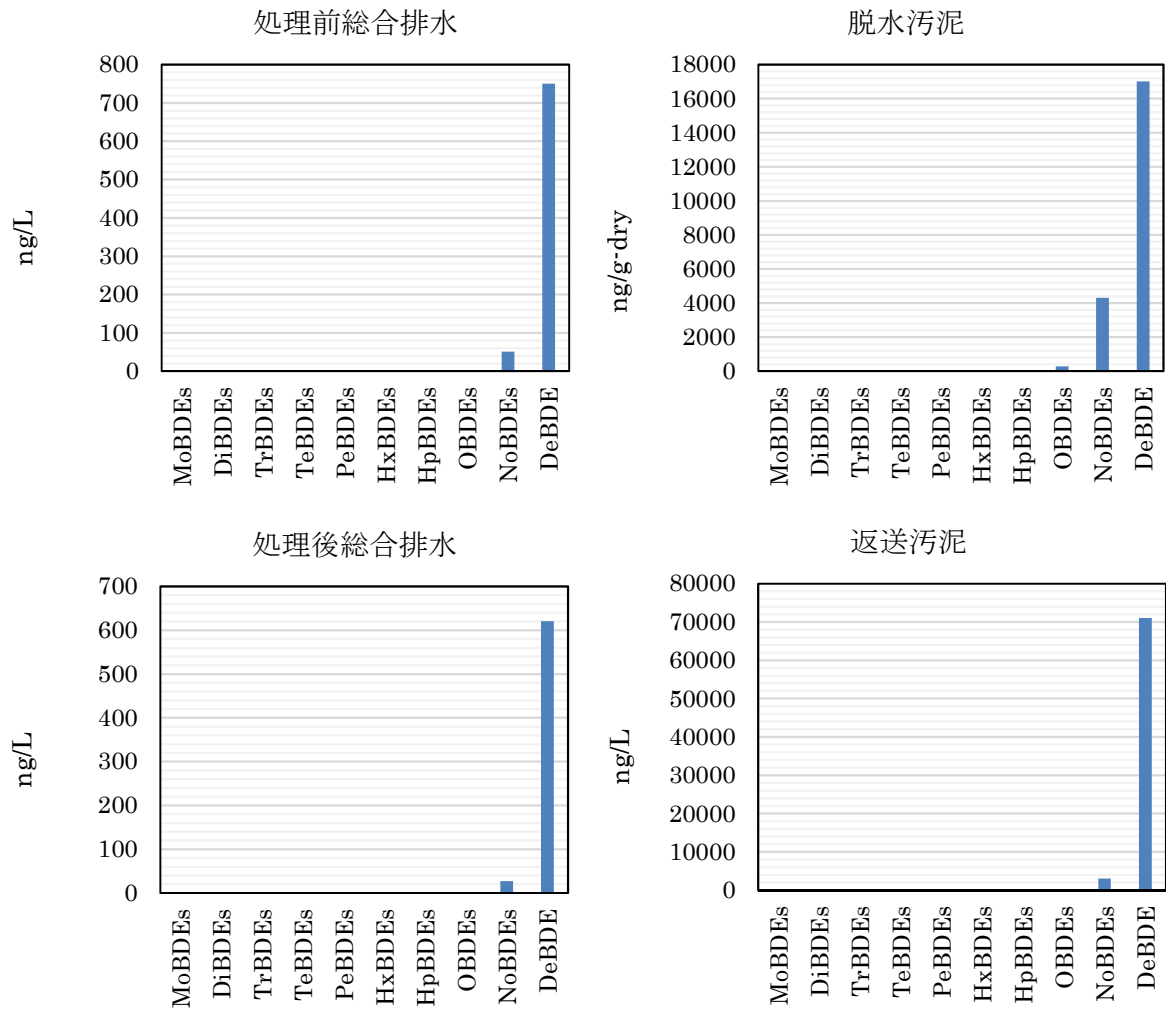 処理前総合排水
800
700
600
500
400
300
200
100
0
ng/L
MoBDEs
DiBDEs
TrBDEs
TeBDEs
PeBDEs
HxBDEs
HpBDEs
OBDEs
NoBDEs
DeBDE
脱水汚泥
18000
16000
14000
12000
10000
8000
6000
4000
2000
0
ng/g-dry
MoBDEs
DiBDEs
TrBDEs
TeBDEs
PeBDEs
HxBDEs
HpBDEs
OBDEs
NoBDEs
DeBDE
処理後総合排水
700
600
500
400
300
200
100
0
ng/L
MoBDEs
DiBDEs
TrBDEs
TeBDEs
PeBDEs
HxBDEs
HpBDEs
OBDEs
NoBDEs
DeBDE
返送汚泥
80000
70000
60000
50000
40000
30000
20000
10000
0
ng/L
MoBDEs
DiBDEs
TrBDEs
TeBDEs
PeBDEs
HxBDEs
HpBDEs
OBDEs
NoBDEs
DeBDE